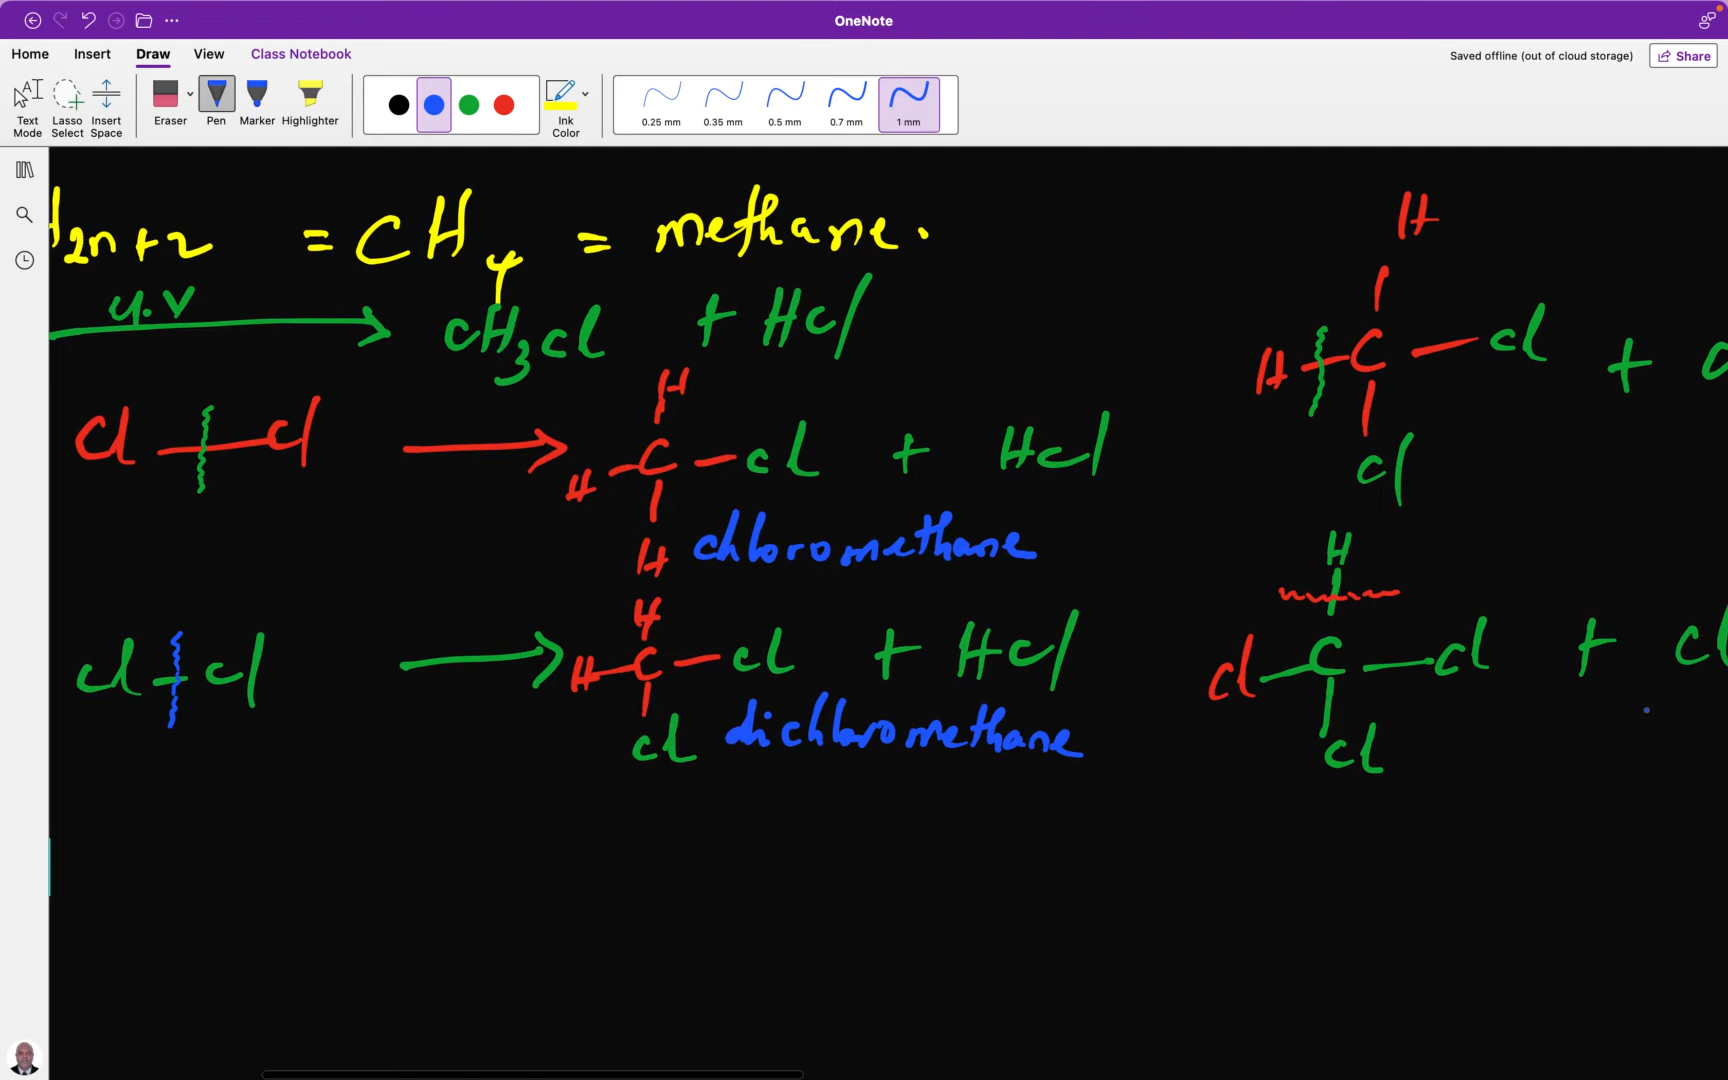 OneNote
Home Insert Draw View Class Notebook
Saved offline (out of cloud storage) Share
Text Mode Lasso Select Insert Space Eraser Pen Marker Highlighter Ink Color 0.25 mm 0.35 mm 0.5 mm 0.7 mm 1 mm
2n+2 = CH4 = methane.
u.v CH3Cl + HCl
Cl — Cl → H H — C — Cl H + HCl
chloromethane
Cl — Cl → H H — C — Cl Cl + HCl
dichloromethane
H H — C — Cl Cl +
H Cl — C — Cl Cl + Cl